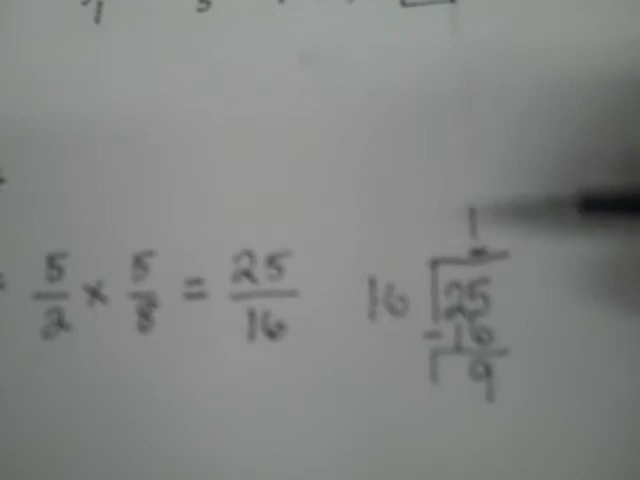 5/2 x 5/8 = 25/16
1
16 25
- 16
9